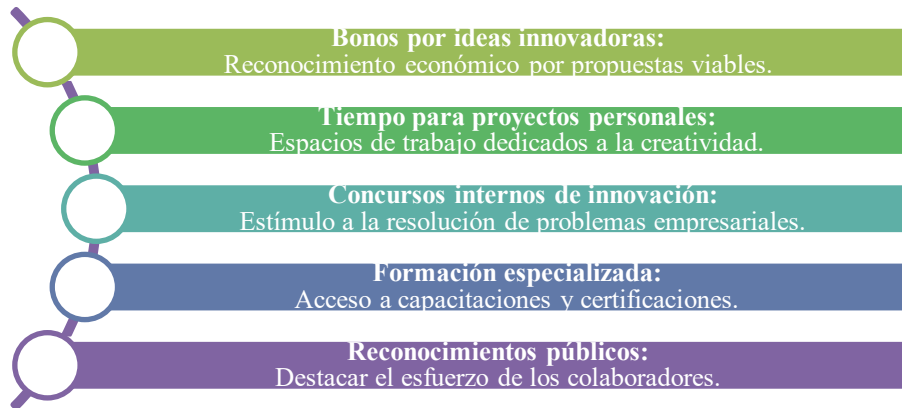 Bonos por ideas innovadoras:
Reconocimiento económico por propuestas viables.
Tiempo para proyectos personales:
Espacios de trabajo dedicados a la creatividad.
Concursos internos de innovación:
Estímulo a la resolución de problemas empresariales.
Formación especializada:
Acceso a capacitaciones y certificaciones.
Reconocimientos públicos:
Destacar el esfuerzo de los colaboradores.